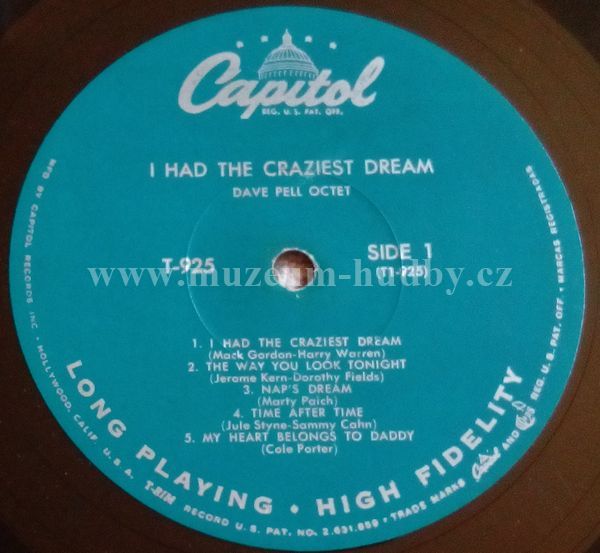 Capitol
REG. U. S. PAT. OFF.
I HAD THE CRAZIEST DREAM
DAVE PELL OCTET
T-925
SIDE 1
(T1-925)
www.muzeum-hudby.cz
1. I HAD THE CRAZIEST DREAM
(Mack Gordon-Harry Warren)
2. THE WAY YOU LOOK TONIGHT
(Jerome Kern-Dorothy Fields)
3. NAP'S DREAM
(Marty Paich)
4. TIME AFTER TIME
(Jule Styne-Sammy Cahn)
5. MY HEART BELONGS TO DADDY
(Cole Porter)
LONG PLAYING • HIGH FIDELITY
MFD BY CAPITOL RECORDS INC. • HOLLYWOOD, CALIF. U. S. A.
RECORD U.S. PAT. NO. 2,631,859 • TRADE MARKS Capitol AND REG. U. S. PAT. OFF. • MARCAS REGISTRADAS